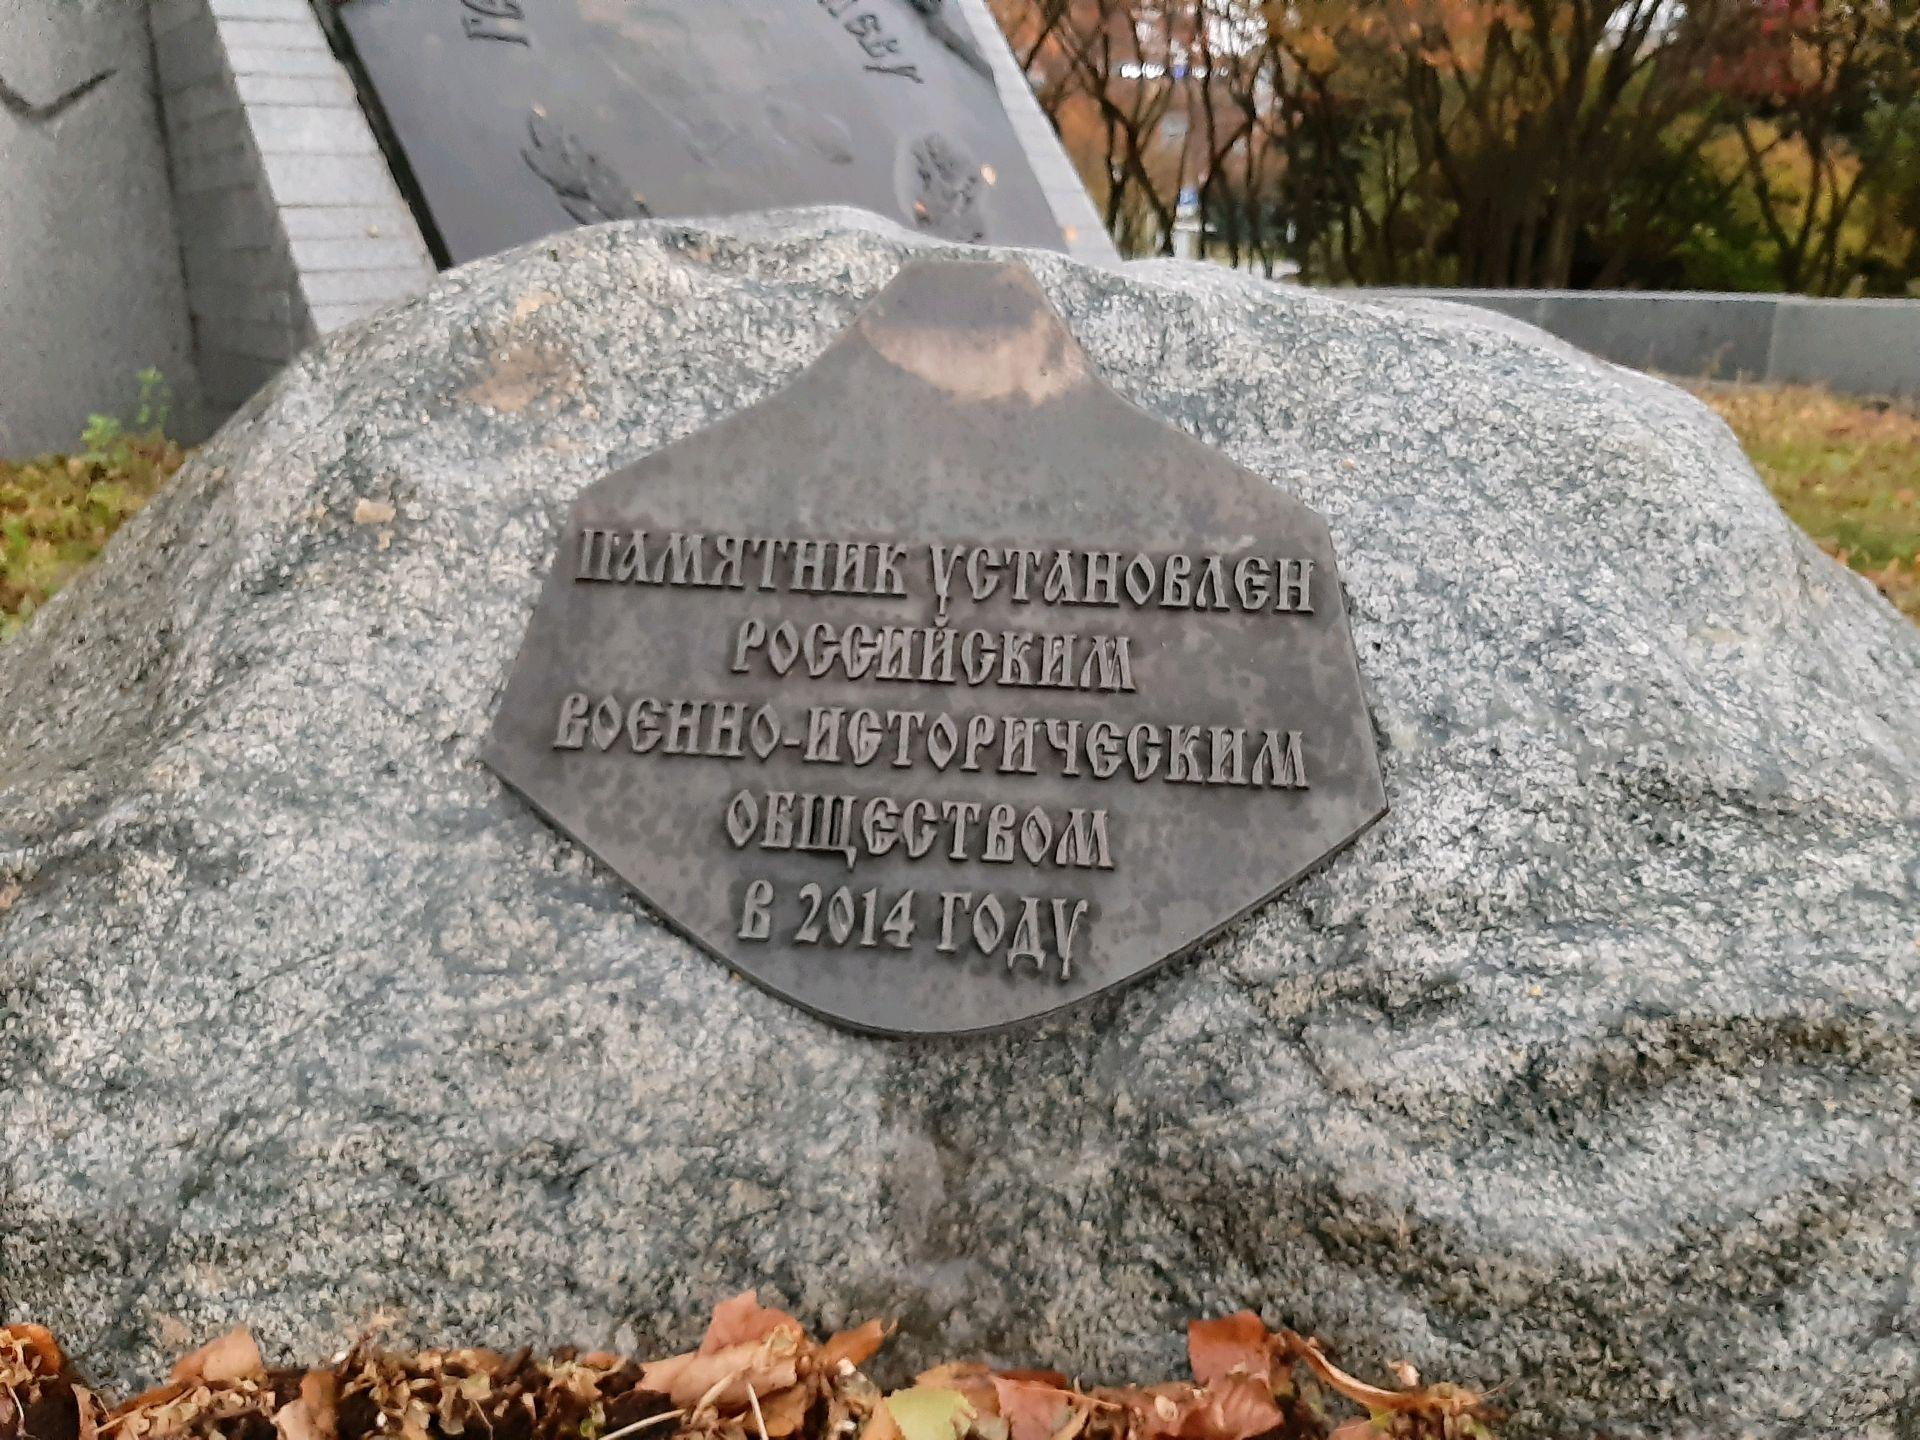 ПАМЯТНИК УСТАНОВЛЕН
РОССИЙСКИМ
ВОЕННО-ИСТОРИЧЕСКИМ
ОБЩЕСТВОМ
В 2014 ГОДУ